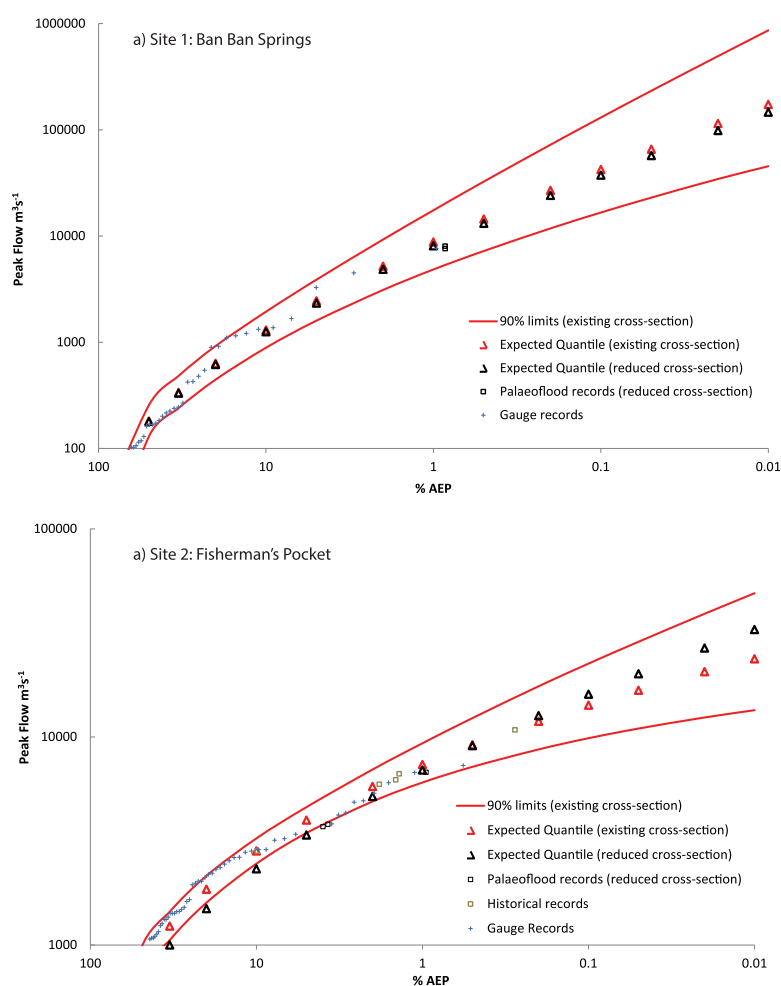 a) Site 1: Ban Ban Springs
1000000
100000
10000
1000
100
Peak Flow m³s⁻¹
90% limits (existing cross-section)
Expected Quantile (existing cross-section)
Expected Quantile (reduced cross-section)
Palaeoflood records (reduced cross-section)
Gauge records
100 10 1 0.1 0.01
% AEP
a) Site 2: Fisherman's Pocket
100000
10000
1000
Peak Flow m³s⁻¹
90% limits (existing cross-section)
Expected Quantile (existing cross-section)
Expected Quantile (reduced cross-section)
Palaeoflood records (reduced cross-section)
Historical records
Gauge Records
100 10 1 0.1 0.01
% AEP